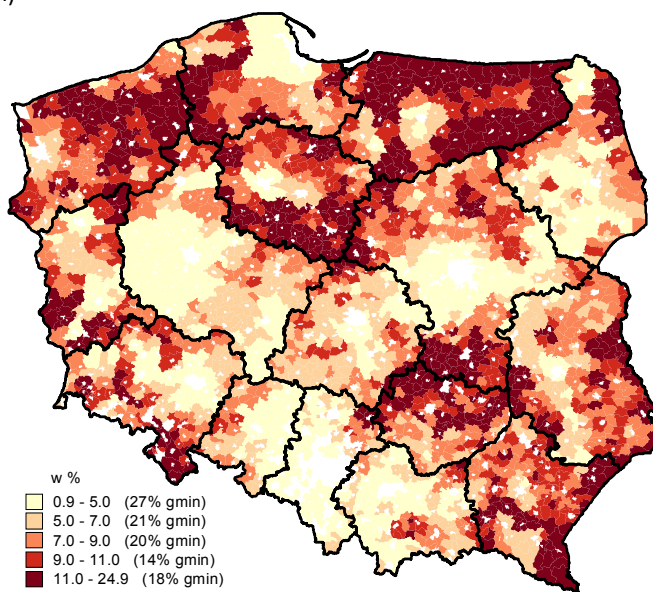 w %
0.9 - 5.0 (27% gmin)
5.0 - 7.0 (21% gmin)
7.0 - 9.0 (20% gmin)
9.0 - 11.0 (14% gmin)
11.0 - 24.9 (18% gmin)